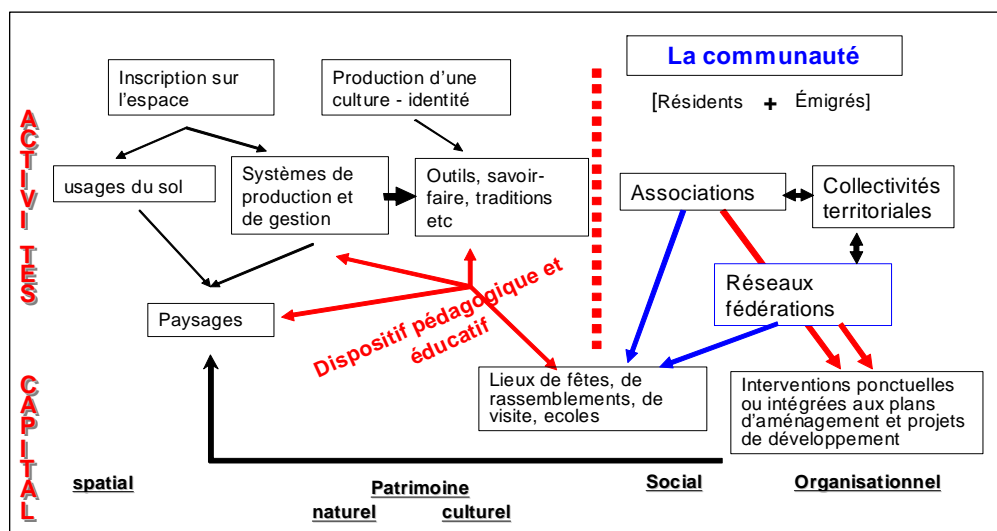 La communauté
[Résidents + Émigrés]
Inscription sur
l'espace
Production d'une
culture - identité
ACTIVI TES
usages du sol
Systèmes de
production et
de gestion
Outils, savoir-
faire, traditions
etc
Associations
Collectivités
territoriales
Réseaux
fédérations
Paysages
Dispositif pédagogique et
éducatif
Lieux de fêtes, de
rassemblements, de
visite, ecoles
Interventions ponctuelles
ou intégrées aux plans
d'aménagement et projets
de développement
CAPITAL
spatial
Patrimoine
naturel culturel
Social
Organisationnel